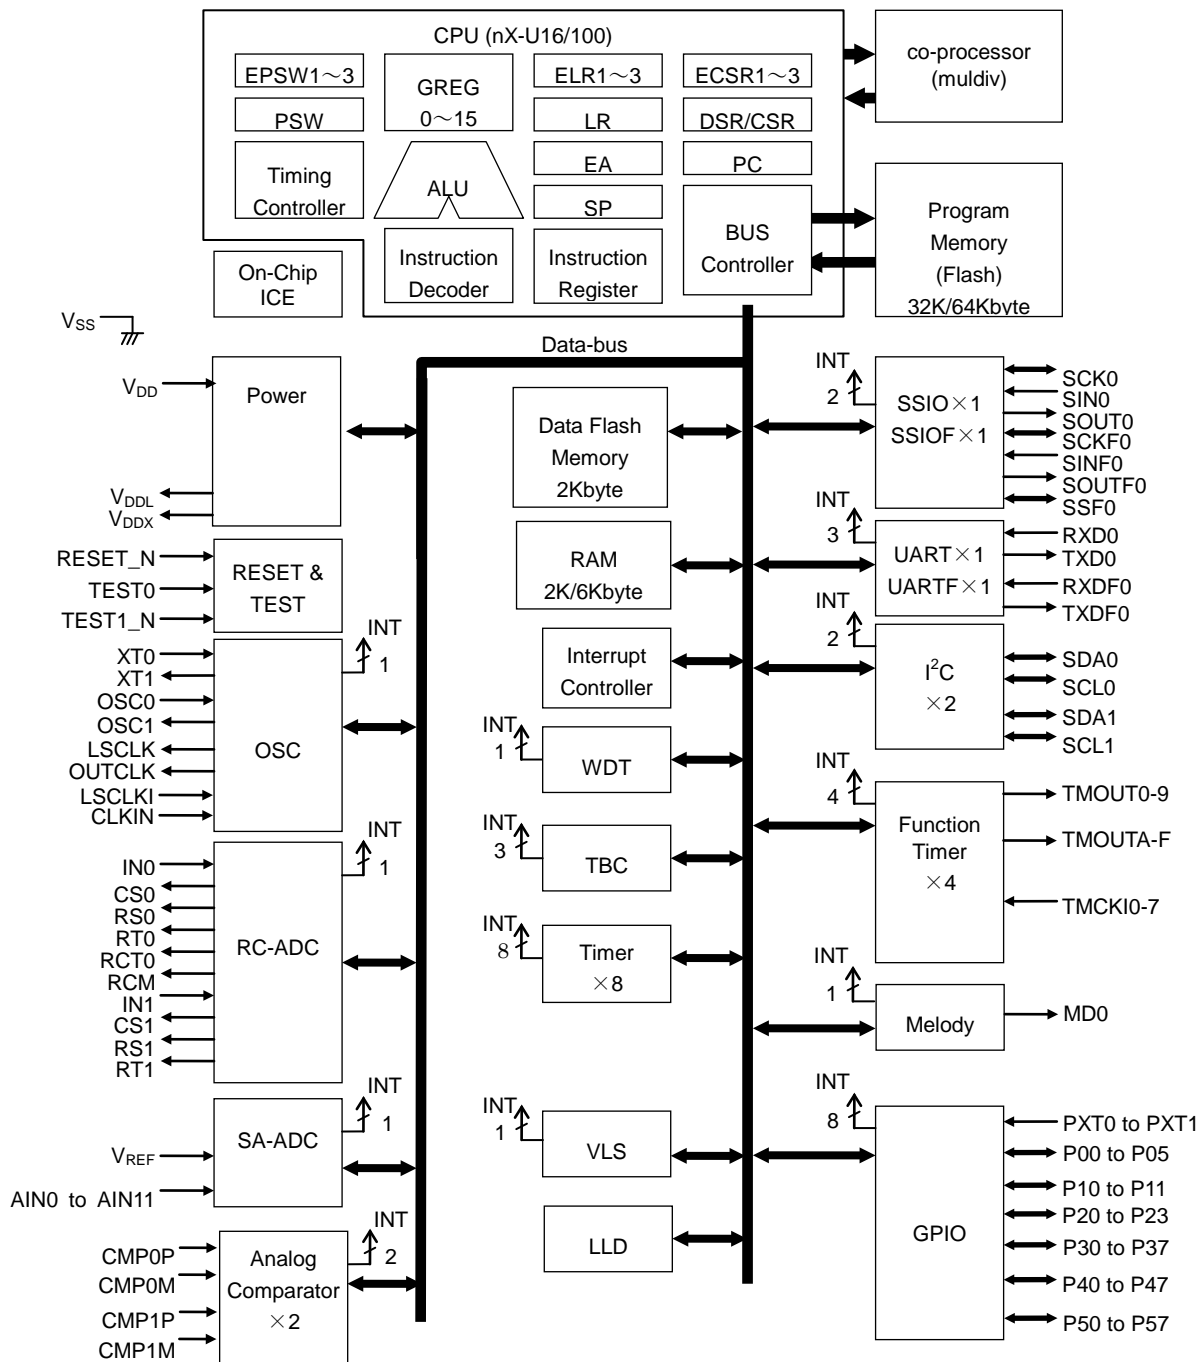 CPU (nX-U16/100)
EPSW1～3
GREG
0～15
ELR1～3
ECSR1～3
PSW
LR
DSR/CSR
Timing
Controller
ALU
EA
PC
SP
BUS
Controller
Instruction
Decoder
Instruction
Register
On-Chip
ICE
co-processor
(muldiv)
Program
Memory
(Flash)
32K/64Kbyte
VSS
Data-bus
VDD
Power
VDDL
VDDX
RESET_N
TEST0
TEST1_N
RESET &
TEST
INT
1
XT0
XT1
OSC0
OSC1
LSCLK
OUTCLK
LSCLKI
CLKIN
OSC
INT
1
IN0
CS0
RS0
RT0
RCT0
RCM
IN1
CS1
RS1
RT1
RC-ADC
INT
1
VREF
AIN0 to AIN11
SA-ADC
INT
2
CMP0P
CMP0M
CMP1P
CMP1M
Analog
Comparator
×2
Data Flash
Memory
2Kbyte
RAM
2K/6Kbyte
Interrupt
Controller
INT
1
WDT
INT
3
TBC
INT
8
Timer
×8
INT
1
VLS
LLD
INT
2
SSIO×1
SSIOF×1
SCK0
SIN0
SOUT0
SCKF0
SINF0
SOUTF0
SSF0
INT
3
UART×1
UARTF×1
RXD0
TXD0
RXDF0
TXDF0
INT
2
I²C
×2
SDA0
SCL0
SDA1
SCL1
INT
4
Function
Timer
×4
TMOUT0-9
TMOUTA-F
TMCKI0-7
INT
1
Melody
MD0
INT
8
GPIO
PXT0 to PXT1
P00 to P05
P10 to P11
P20 to P23
P30 to P37
P40 to P47
P50 to P57